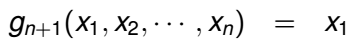 g_{n+1}(x_1, x_2, ⋯, x_n) = x_1